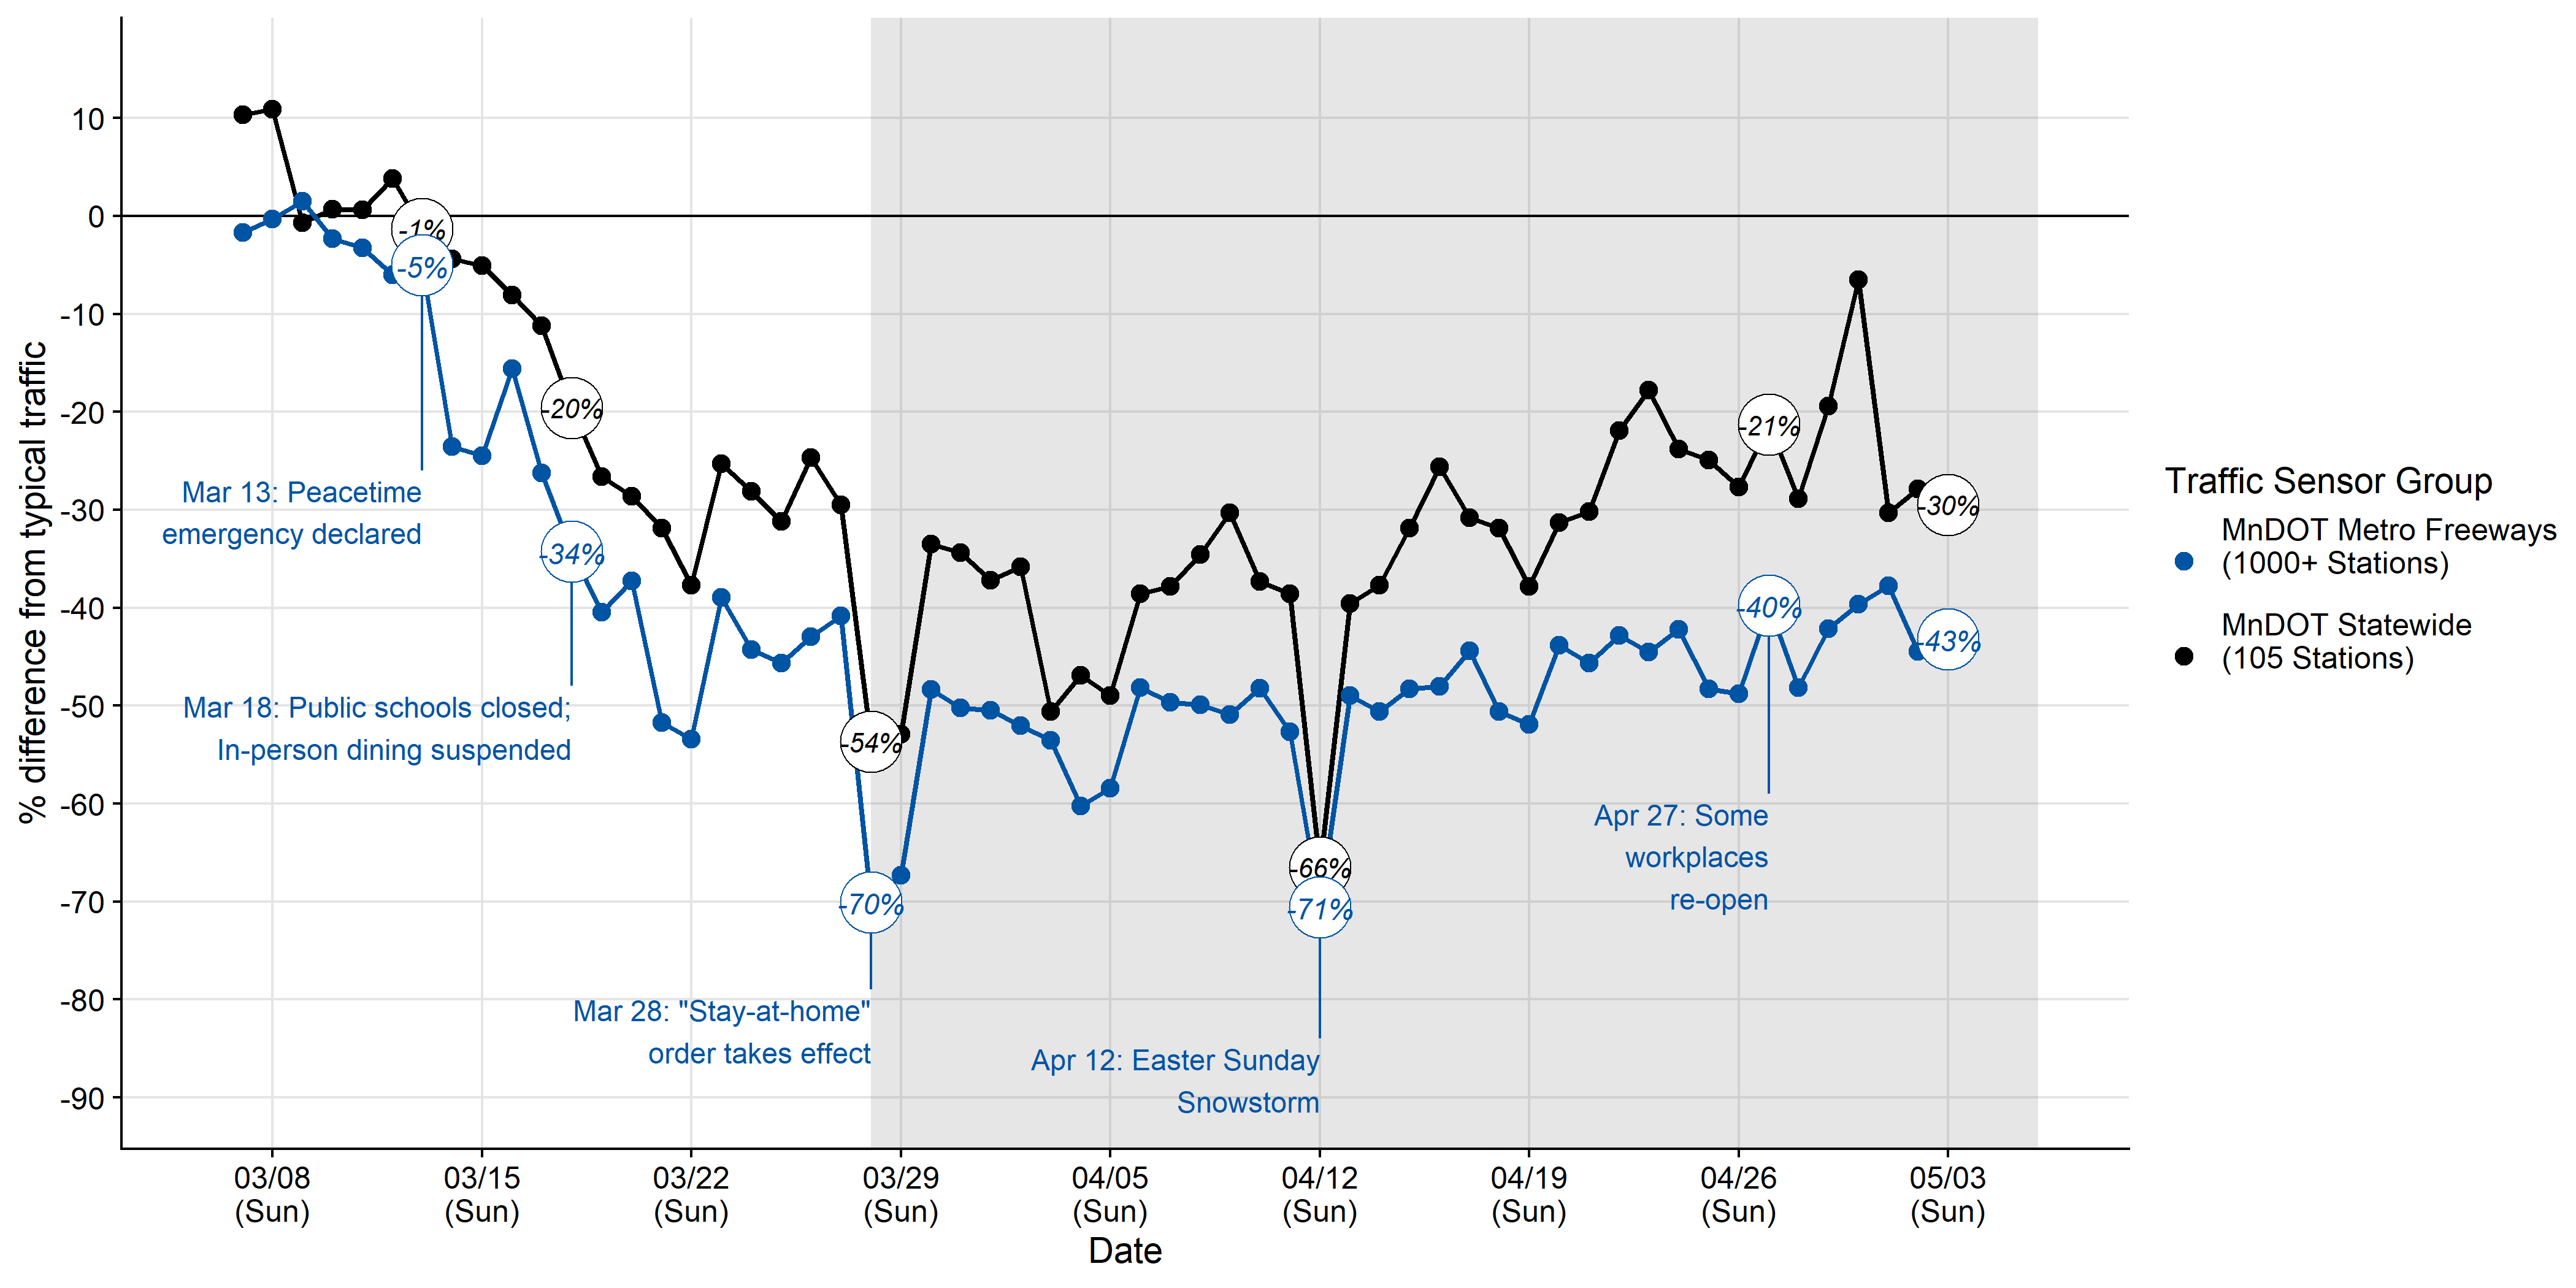 10
0
-10
-20
-30
-40
-50
-60
-70
-80
-90
% difference from typical traffic
-1%
-5%
-20%
-34%
-54%
-70%
-66%
-71%
-21%
-40%
-30%
-43%
Mar 13: Peacetime
emergency declared
Mar 18: Public schools closed;
In-person dining suspended
Mar 28: "Stay-at-home"
order takes effect
Apr 12: Easter Sunday
Snowstorm
Apr 27: Some
workplaces
re-open
03/08
(Sun)
03/15
(Sun)
03/22
(Sun)
03/29
(Sun)
04/05
(Sun)
04/12
(Sun)
04/19
(Sun)
04/26
(Sun)
05/03
(Sun)
Date
Traffic Sensor Group
MnDOT Metro Freeways
(1000+ Stations)
MnDOT Statewide
(105 Stations)